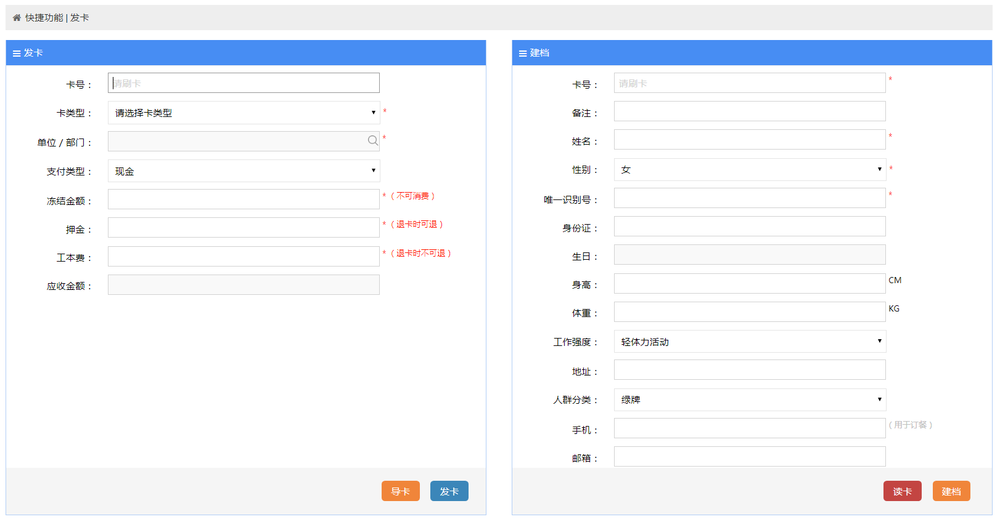 快捷功能 | 发卡
发卡
卡号： 请刷卡
卡类型： 请选择卡类型 *
单位 / 部门： *
支付类型： 现金
冻结金额： *（不可消费）
押金： *（退卡时可退）
工本费： *（退卡时不可退）
应收金额：
导卡 发卡
建档
卡号： 请刷卡 *
备注：
姓名： *
性别： 女 *
唯一识别号： *
身份证：
生日：
身高： CM
体重： KG
工作强度： 轻体力活动
地址：
人群分类： 绿牌
手机： （用于订餐）
邮箱：
读卡 建档